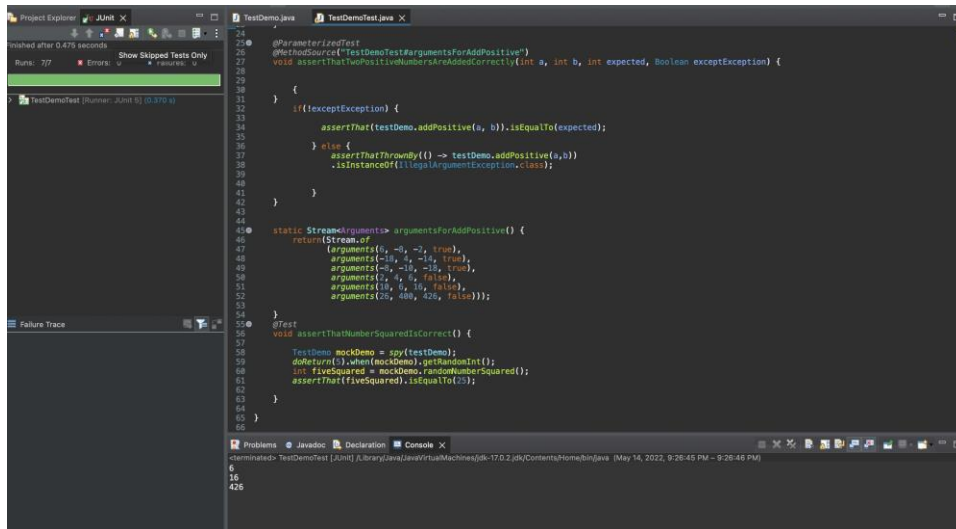 Project Explorer JUnit TestDemo.java TestDemoTest.java
Finished after 0.475 seconds
Show Skipped Tests Only
Runs: 7/7 Errors: 0 Failures: 0
TestDemoTest [Runner: JUnit 5] (0.370 s)
Failure Trace
24
25 @ParameterizedTest
26 @MethodSource("TestDemoTest#argumentsForAddPositive")
27 void assertThatTwoPositiveNumbersAreAddedCorrectly(int a, int b, int expected, Boolean exceptException) {
28
29
30 {
31 }
32 if(!exceptException) {
33
34 assertThat(testDemo.addPositive(a, b)).isEqualTo(expected);
35
36 } else {
37 assertThatThrownBy(() -> testDemo.addPositive(a,b))
38 .isInstanceOf(IllegalArgumentException.class);
39
40
41 }
42 }
43
44
45 static Stream<Arguments> argumentsForAddPositive() {
46 return(Stream.of
47 (arguments(6, -8, -2, true),
48 arguments(-18, 4, -14, true),
49 arguments(-8, -10, -18, true),
50 arguments(2, 4, 6, false),
51 arguments(10, 6, 16, false),
52 arguments(26, 400, 426, false)));
53
54 }
55 @Test
56 void assertThatNumberSquaredIsCorrect() {
57
58 TestDemo mockDemo = spy(testDemo);
59 doReturn(5).when(mockDemo).getRandomInt();
60 int fiveSquared = mockDemo.randomNumberSquared();
61 assertThat(fiveSquared).isEqualTo(25);
62
63 }
64
65 }
66
Problems Javadoc Declaration Console
<terminated> TestDemoTest [JUnit] /Library/Java/JavaVirtualMachines/jdk-17.0.2.jdk/Contents/Home/bin/java (May 14, 2022, 9:26:45 PM – 9:26:46 PM)
6
16
426